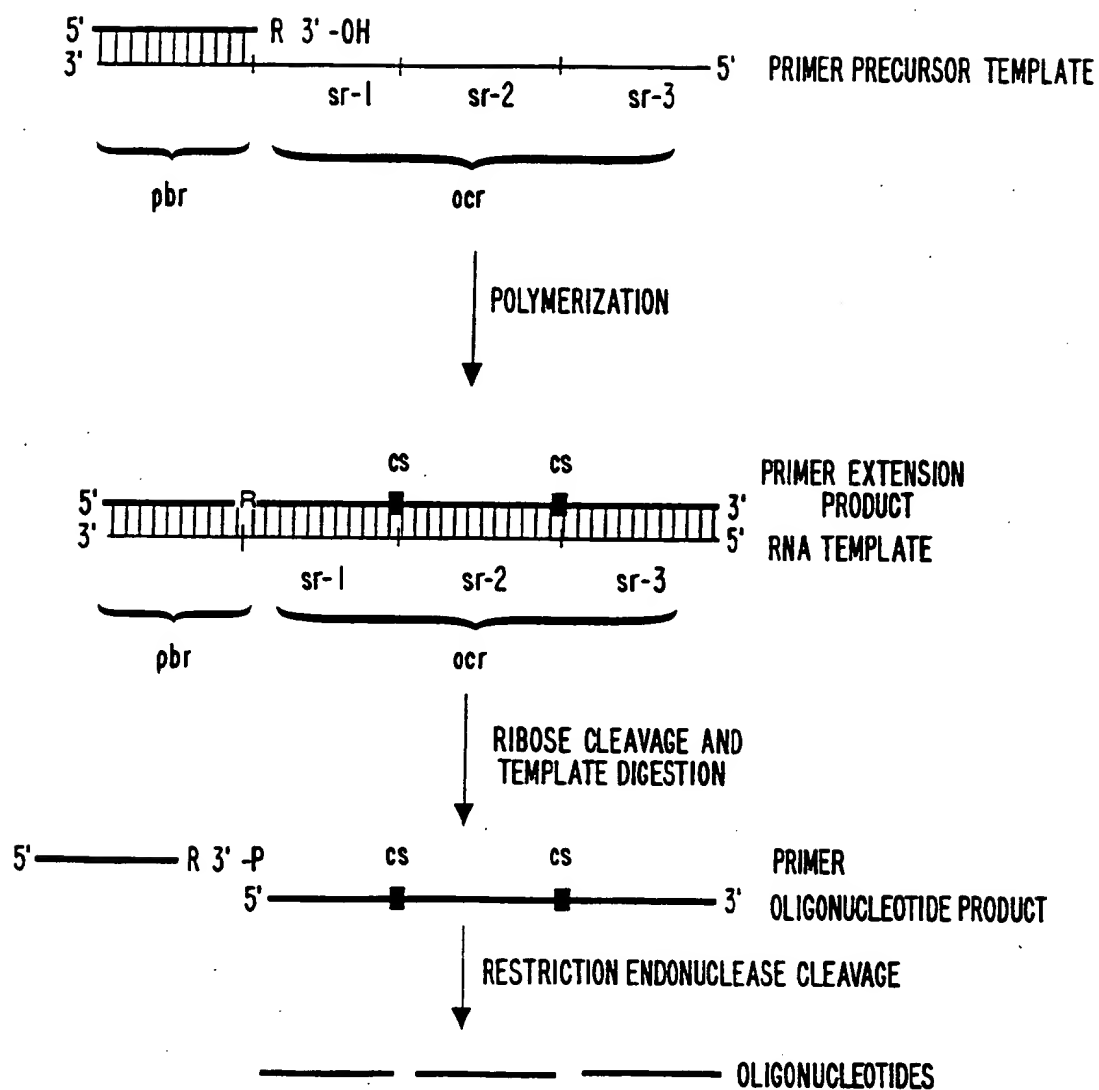 5' R 3'-OH
3' 5' PRIMER PRECURSOR TEMPLATE
sr-1 sr-2 sr-3
pbr ocr
POLYMERIZATION
cs cs PRIMER EXTENSION
5' R 3' PRODUCT
3' 5' RNA TEMPLATE
sr-1 sr-2 sr-3
pbr ocr
RIBOSE CLEAVAGE AND
TEMPLATE DIGESTION
5' R 3'-P cs cs PRIMER
5' 3' OLIGONUCLEOTIDE PRODUCT
RESTRICTION ENDONUCLEASE CLEAVAGE
OLIGONUCLEOTIDES